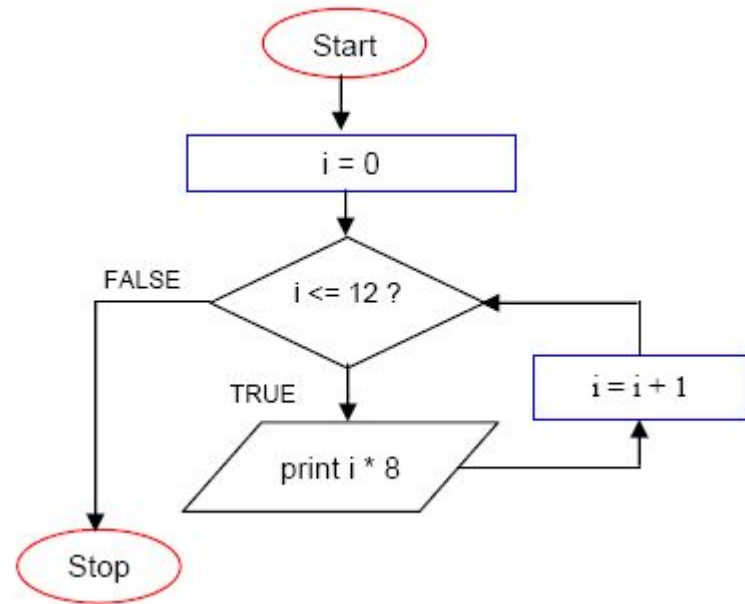 Start
i = 0
i <= 12 ?
FALSE
TRUE
i = i + 1
print i * 8
Stop